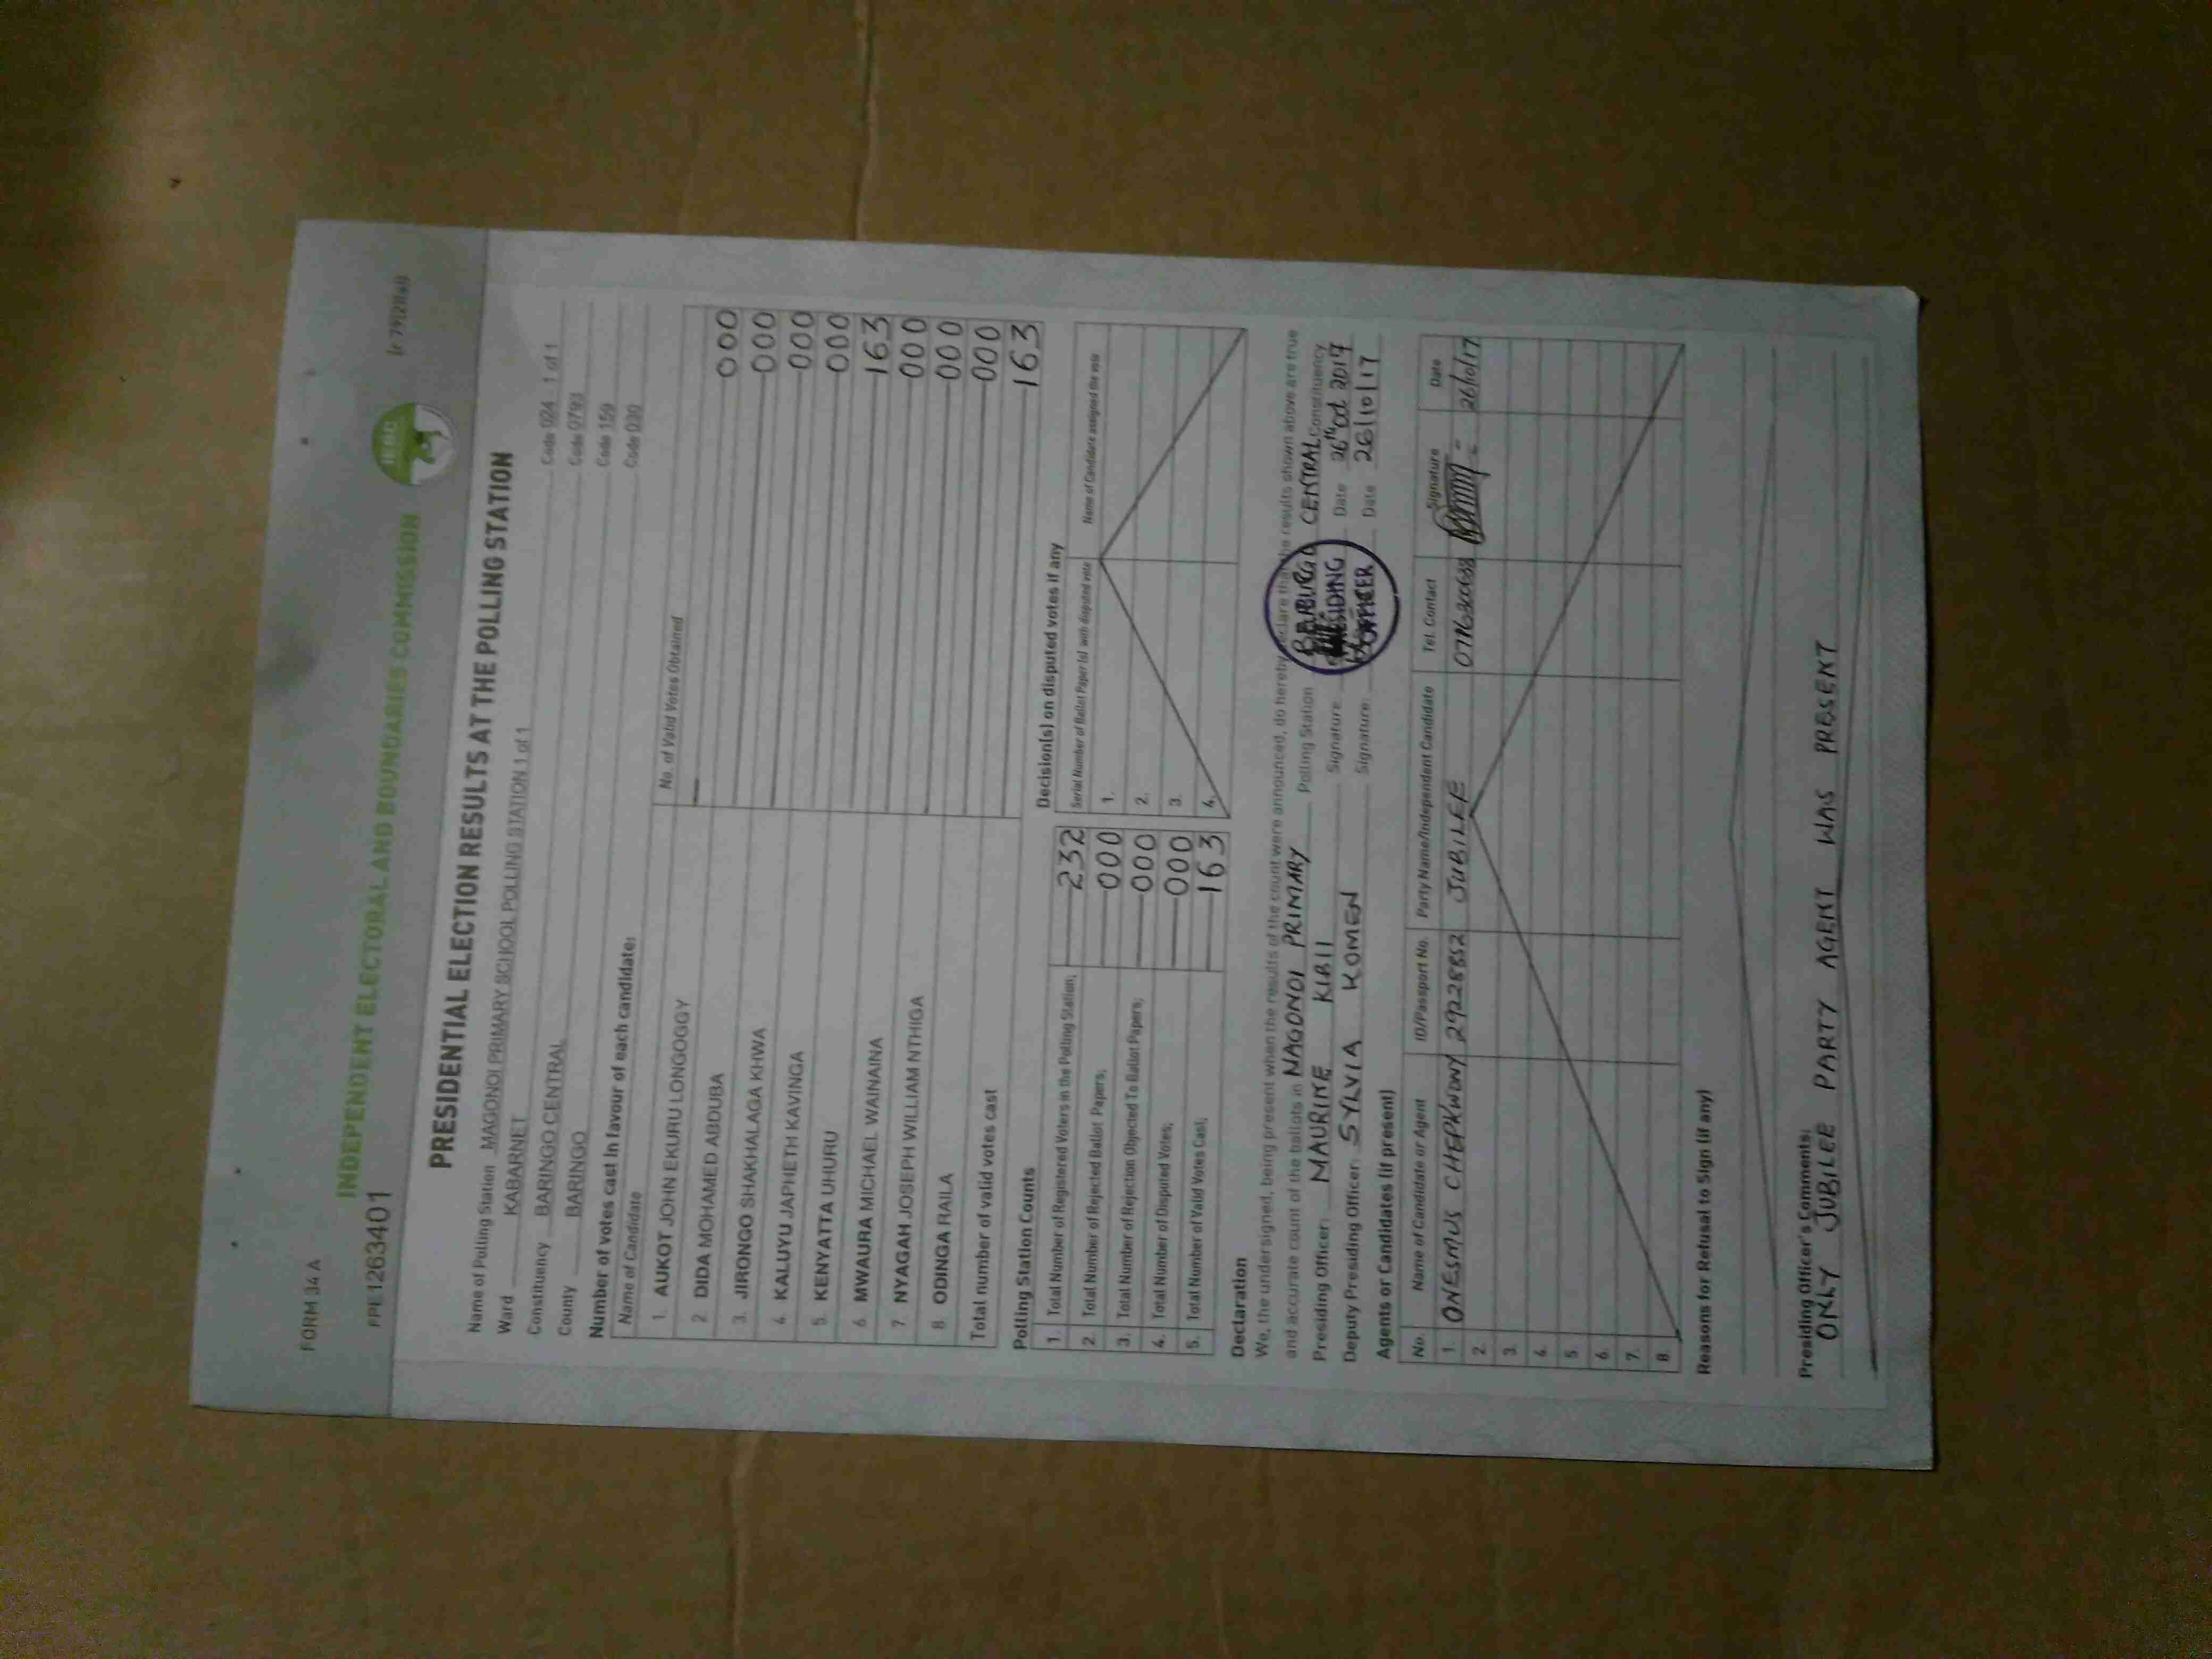 FORM 34 A
PPE1263401
INDEPENDENT ELECTORAL AND BOUNDARIES COMMISSION
IEBC
PRESIDENTIAL ELECTION RESULTS AT THE POLLING STATION
Name of Polling Station MAGONOI PRIMARY SCHOOL POLLING STATION 1 of 1 Code 024 1 of 1
Ward KABARNET Code 0793
Constituency BARINGO CENTRAL Code 159
County BARINGO Code 030
Number of votes cast in favour of each candidate:
Name of Candidate No. of Valid Votes Obtained
1. AUKOT JOHN EKURU LONGOGGY 000
2 DIDA MOHAMED ABDUBA 000
3. JIRONGO SHAKHALAGA KHWA 000
4. KALUYU JAPHETH KAVINGA 000
5. KENYATTA UHURU 163
6 MWAURA MICHAEL WAINAINA 000
7. NYAGAH JOSEPH WILLIAM NTHIGA 000
8. ODINGA RAILA 000
Total number of valid votes cast 163
Polling Station Counts
1. Total Number of Registered Voters in the Polling Station; 232
2. Total Number of Rejected Ballot Papers; 000
3. Total Number of Rejection Objected To Ballot Papers; 000
4. Total Number of Disputed Votes; 000
5. Total Number of Valid Votes Cast; 163
Decision(s) on disputed votes if any
Serial Number of Ballot Paper(s) with disputed vote Name of Candidate assigned the vote
1.
2.
3.
4.
Declaration
We, the undersigned, being present when the results of the count were announced, do hereby declare that the results shown above are true
and accurate count of the ballots in MAGONOI PRIMARY Polling Station BARINGO CENTRAL Constituency
Presiding Officer: MAURINE KIBII Signature Date 26th Oct 2017
Deputy Presiding Officer: SYLVIA KOMEN Signature: Date 26/10/17
PRESIDING OFFICER
Agents or Candidates (if present)
No. Name of Candidate or Agent ID/Passport No. Party Name/Independent Candidate Tel. Contact Signature Date
1. ONESMUS CHEPKWONY 29228852 JUBILEE 26/10/17
2.
3.
4.
5.
6.
7.
8.
Reasons for Refusal to Sign (if any)
Presiding Officer's Comments:
ONLY JUBILEE PARTY AGENT WAS PRESENT